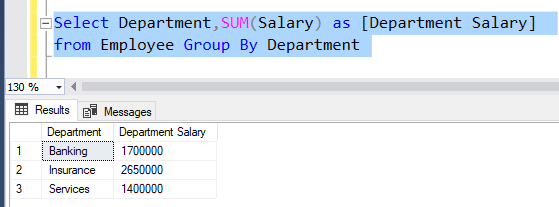 Select Department,SUM(Salary) as [Department Salary]
from Employee Group By Department
130 %
Results Messages
Department Department Salary
1 Banking 1700000
2 Insurance 2650000
3 Services 1400000